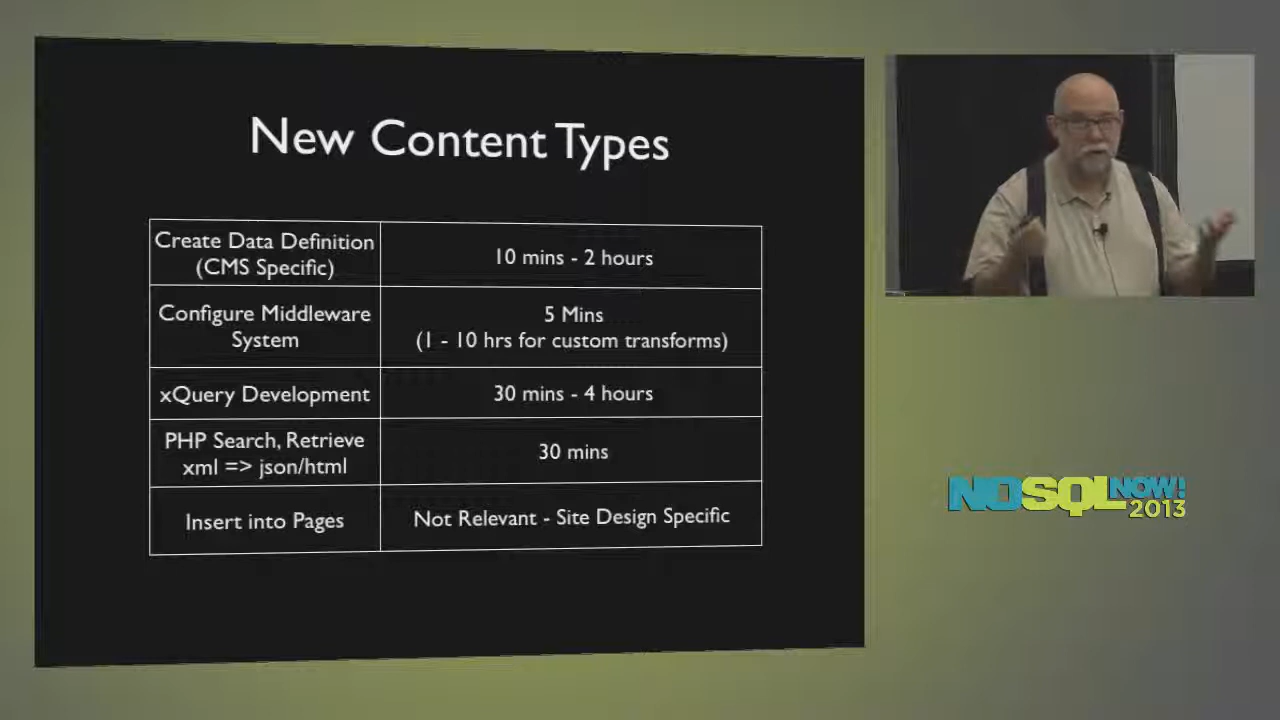 New Content Types
Create Data Definition
(CMS Specific)
10 mins - 2 hours
Configure Middleware
System
5 Mins
(1 - 10 hrs for custom transforms)
xQuery Development
30 mins - 4 hours
PHP Search, Retrieve
xml => json/html
30 mins
Insert into Pages
Not Relevant - Site Design Specific
NOSQL NOW!
2013